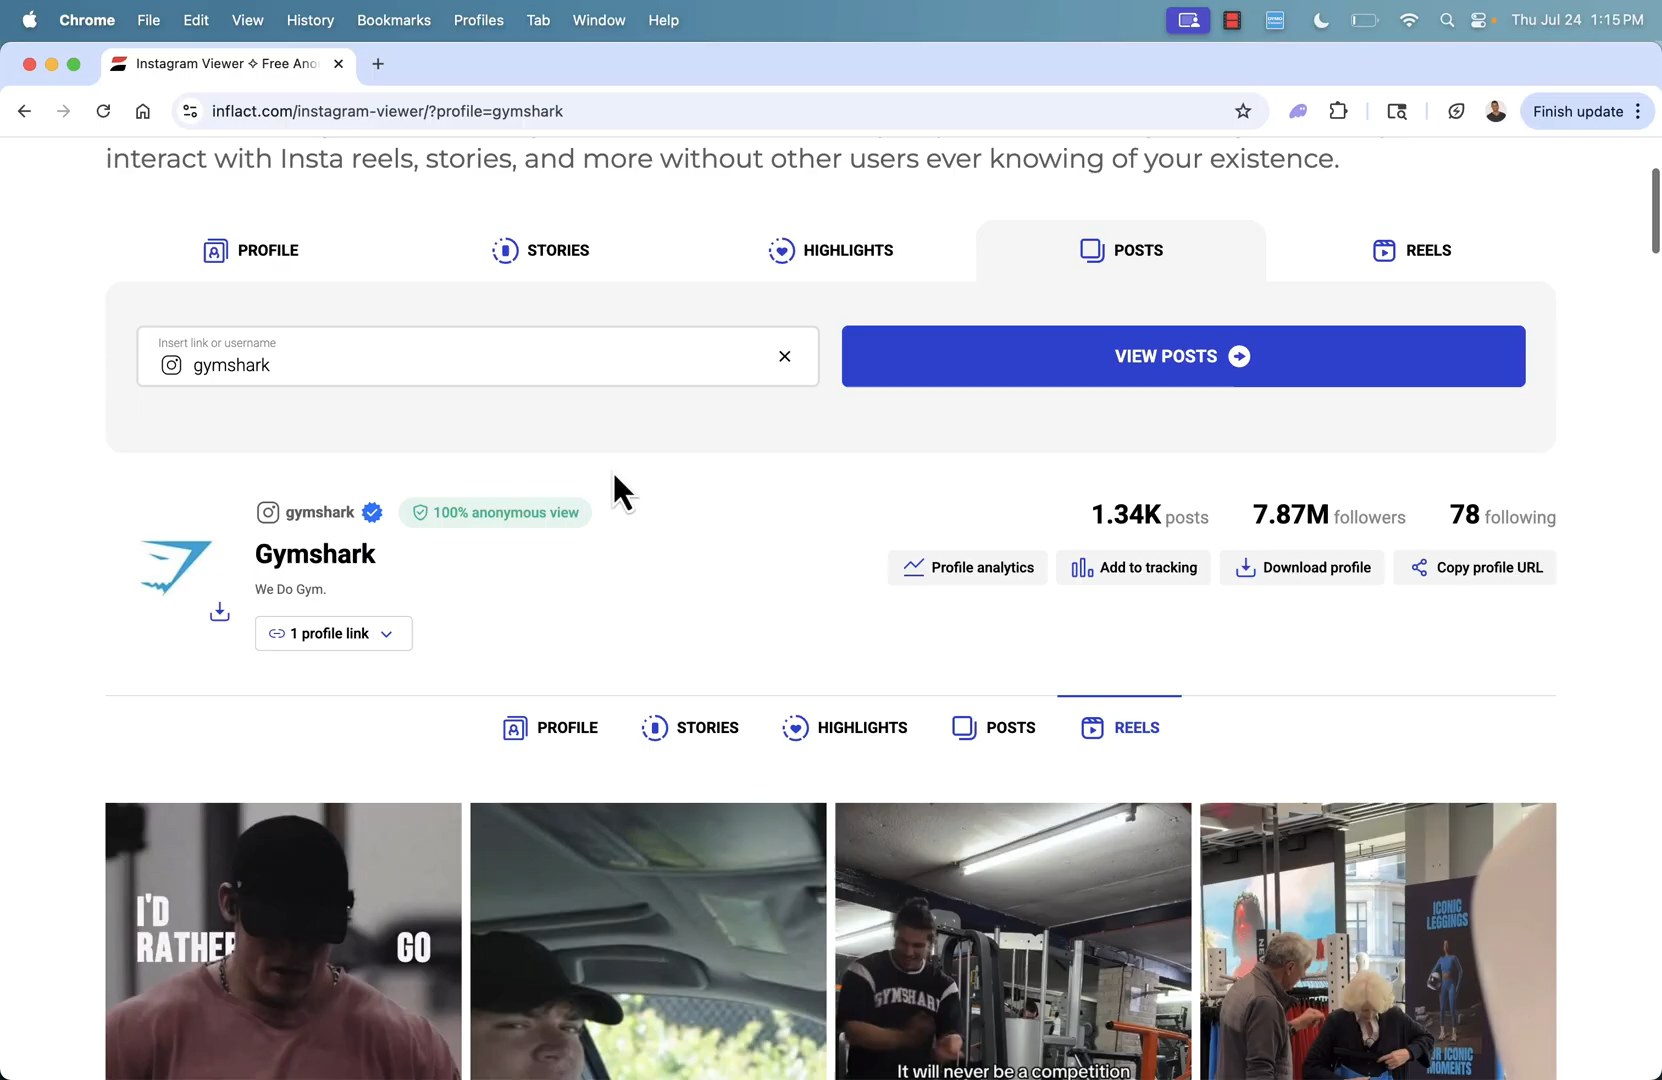 Chrome File Edit View History Bookmarks Profiles Tab Window Help
Thu Jul 24 1:15 PM
Instagram Viewer ✧ Free Ano
inflact.com/instagram-viewer/?profile=gymshark
Finish update
interact with Insta reels, stories, and more without other users ever knowing of your existence.
PROFILE STORIES HIGHLIGHTS POSTS REELS
Insert link or username
gymshark
VIEW POSTS
gymshark 100% anonymous view
1.34K posts 7.87M followers 78 following
Gymshark
Profile analytics Add to tracking Download profile Copy profile URL
We Do Gym.
1 profile link
PROFILE STORIES HIGHLIGHTS POSTS REELS
I'D
RATHER GO
GYMSHARK
It will never be a competition
ICONIC
LEGGINGS
ICONIC
MOMENTS